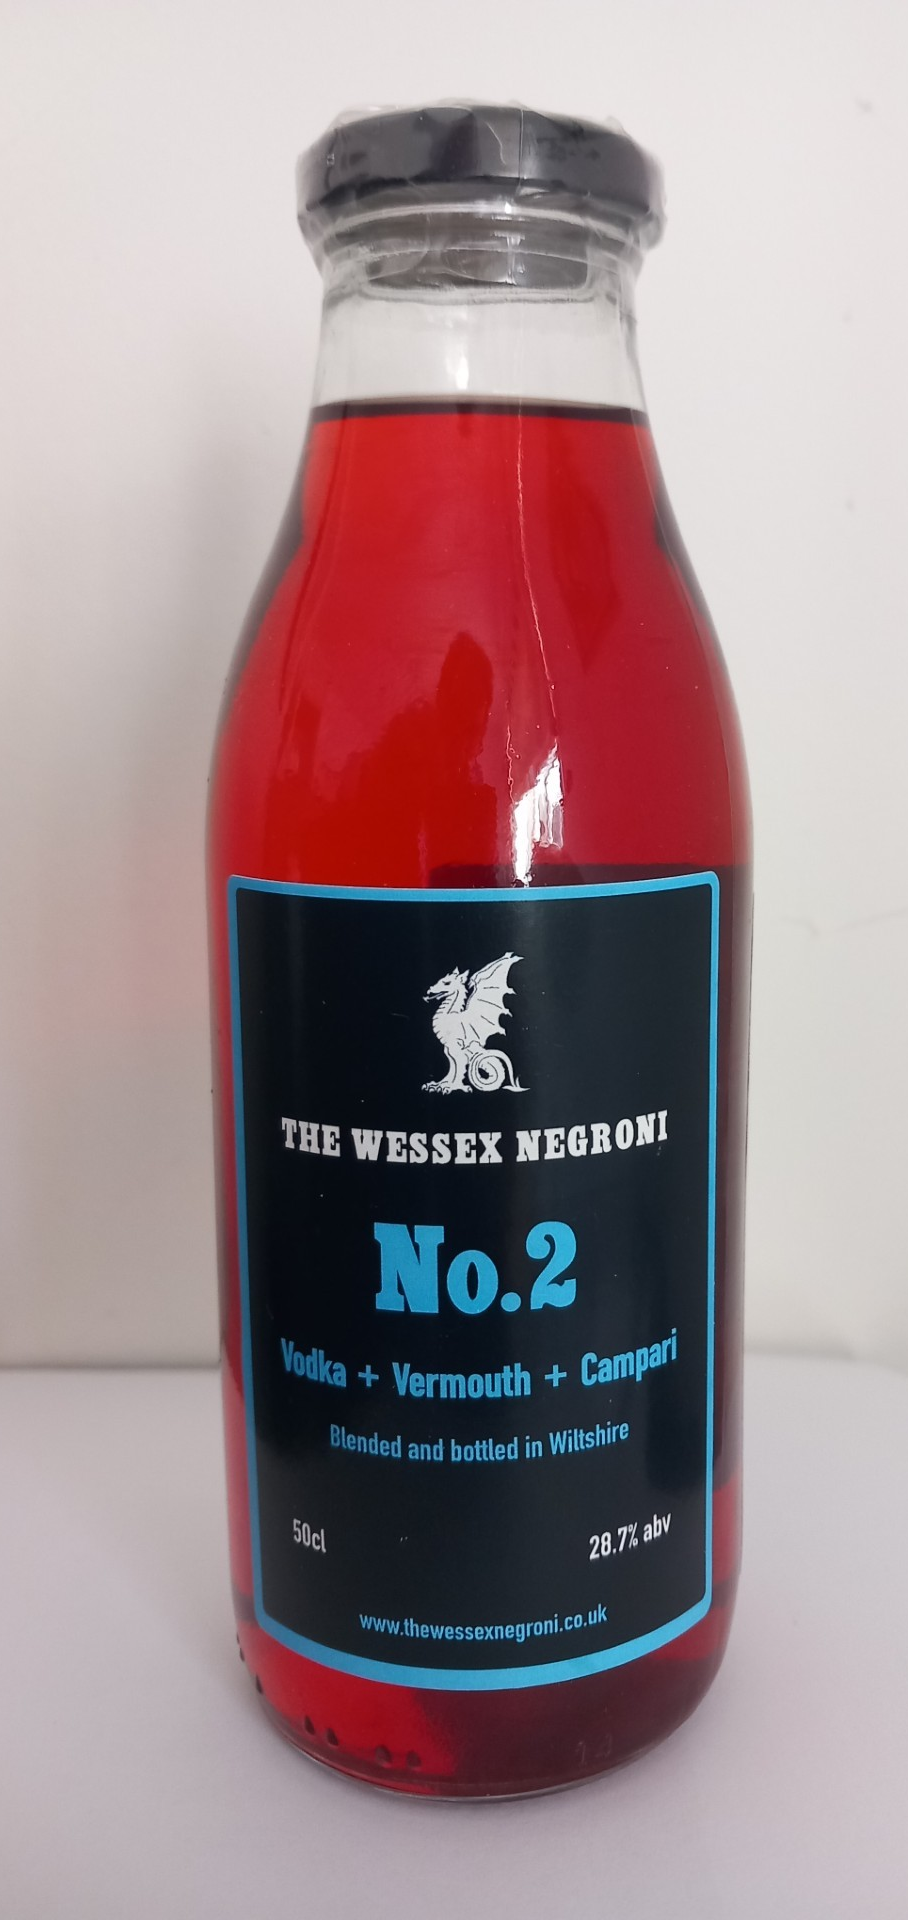 THE WESSEX NEGRONI
No.2
Vodka + Vermouth + Campari
Blended and bottled in Wiltshire
50cl
28.7% abv
www.thewessexnegroni.co.uk
14